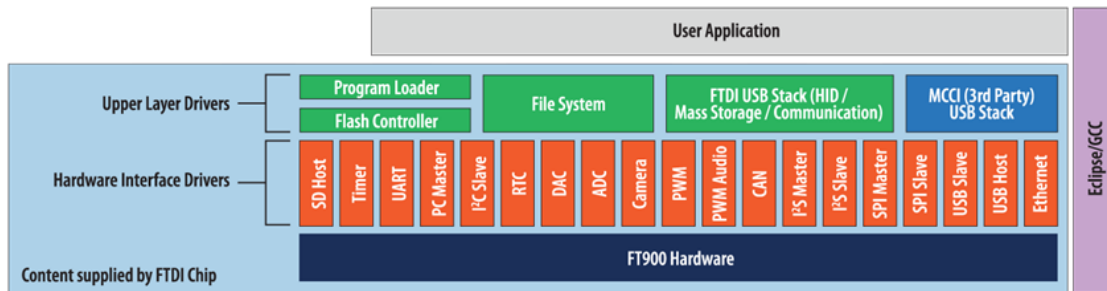 User Application
Upper Layer Drivers
Program Loader
Flash Controller
File System
FTDI USB Stack (HID /
Mass Storage / Communication)
MCCI (3rd Party)
USB Stack
Hardware Interface Drivers
SD Host
Timer
UART
PC Master
I²C Slave
RTC
DAC
ADC
Camera
PWM
PWM Audio
CAN
I²S Master
I²S Slave
SPI Master
SPI Slave
USB Slave
USB Host
Ethernet
FT900 Hardware
Content supplied by FTDI Chip
Eclipse/GCC